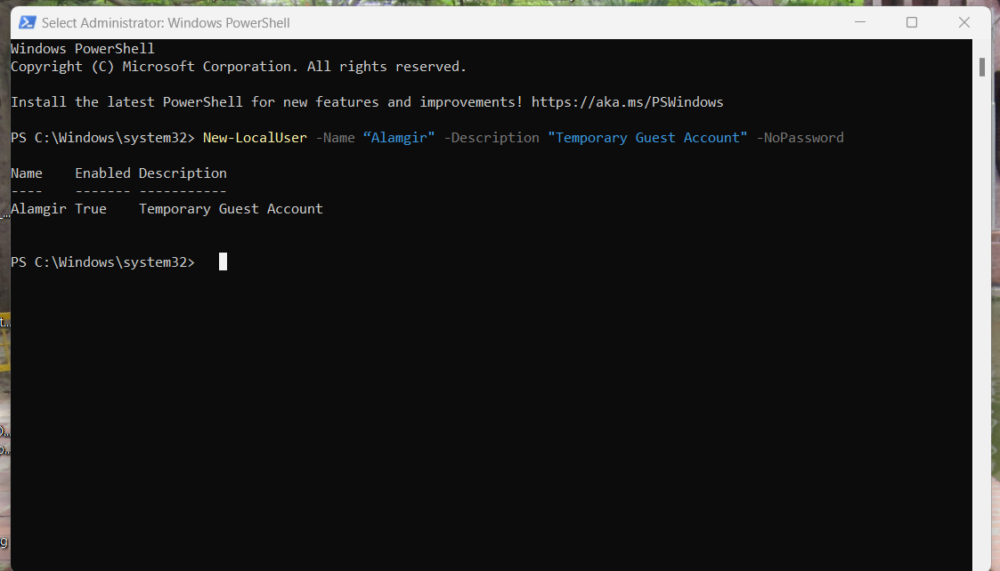 Select Administrator: Windows PowerShell
Windows PowerShell
Copyright (C) Microsoft Corporation. All rights reserved.
Install the latest PowerShell for new features and improvements! https://aka.ms/PSWindows
PS C:\Windows\system32> New-LocalUser -Name “Alamgir" -Description "Temporary Guest Account" -NoPassword
Name    Enabled Description
----    ------- -----------
Alamgir True    Temporary Guest Account
PS C:\Windows\system32>